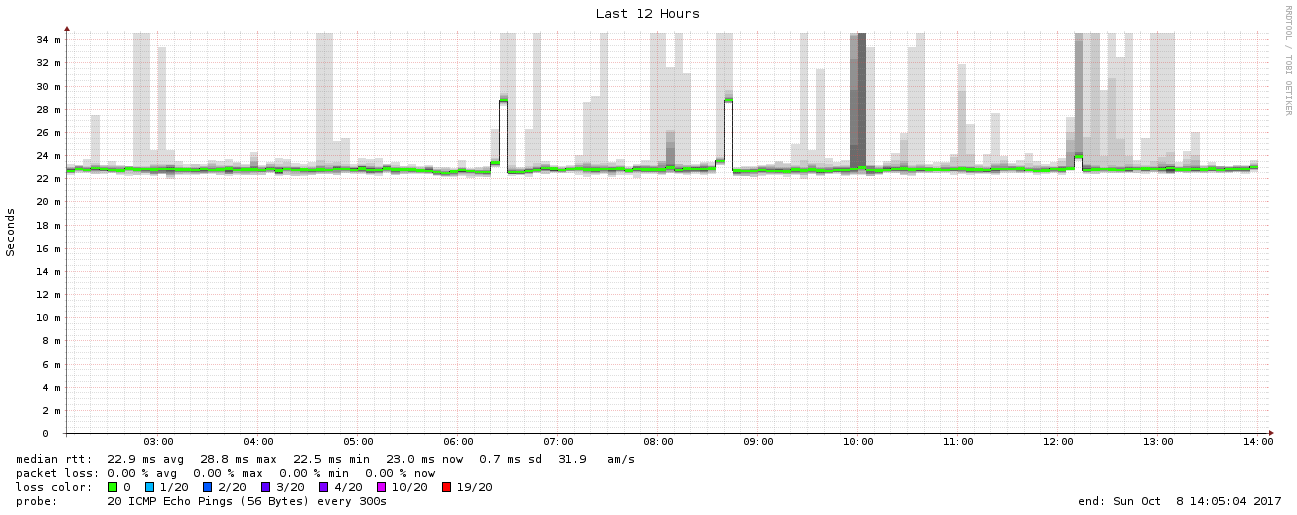 Last 12 Hours
RRDTOOL / TOBI OETIKER
Seconds
34 m
32 m
30 m
28 m
26 m
24 m
22 m
20 m
18 m
16 m
14 m
12 m
10 m
8 m
6 m
4 m
2 m
0
03:00 04:00 05:00 06:00 07:00 08:00 09:00 10:00 11:00 12:00 13:00 14:00
median rtt: 22.9 ms avg 28.8 ms max 22.5 ms min 23.0 ms now 0.7 ms sd 31.9 am/s
packet loss: 0.00 % avg 0.00 % max 0.00 % min 0.00 % now
loss color: 0 1/20 2/20 3/20 4/20 10/20 19/20
probe: 20 ICMP Echo Pings (56 Bytes) every 300s end: Sun Oct 8 14:05:04 2017